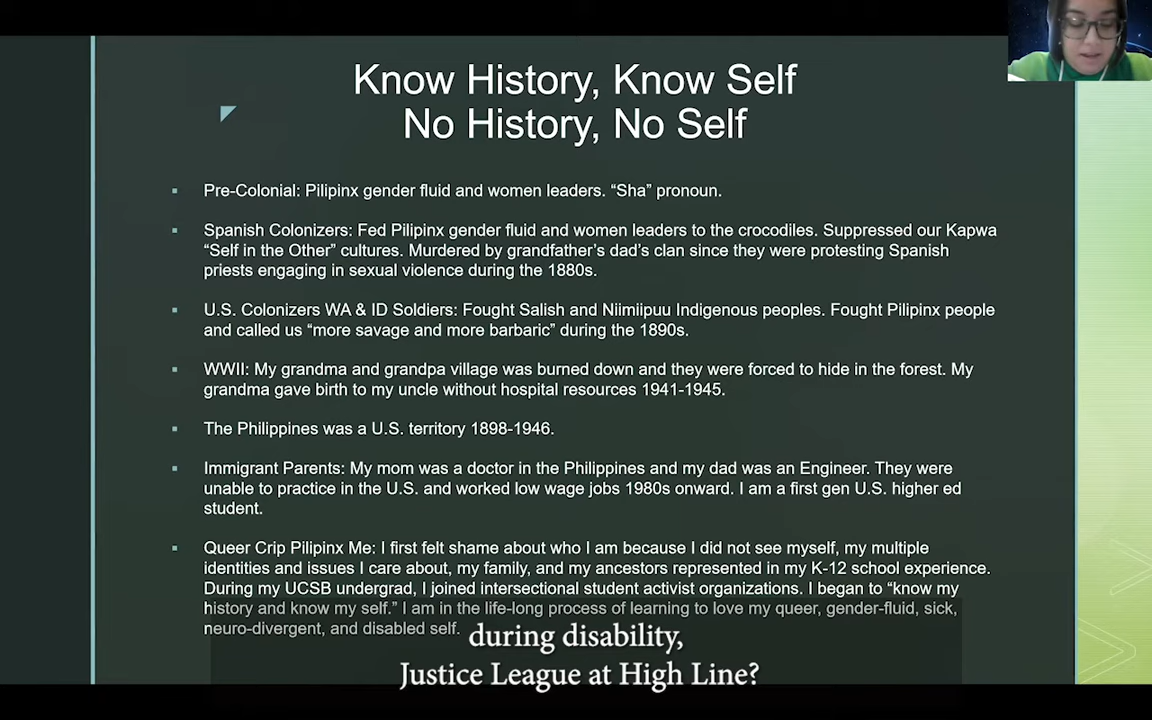 Know History, Know Self
No History, No Self
Pre-Colonial: Pilipinx gender fluid and women leaders. “Sha” pronoun.
Spanish Colonizers: Fed Pilipinx gender fluid and women leaders to the crocodiles. Suppressed our Kapwa
“Self in the Other” cultures. Murdered by grandfather’s dad’s clan since they were protesting Spanish
priests engaging in sexual violence during the 1880s.
U.S. Colonizers WA & ID Soldiers: Fought Salish and Niimiipuu Indigenous peoples. Fought Pilipinx people
and called us “more savage and more barbaric” during the 1890s.
WWII: My grandma and grandpa village was burned down and they were forced to hide in the forest. My
grandma gave birth to my uncle without hospital resources 1941-1945.
The Philippines was a U.S. territory 1898-1946.
Immigrant Parents: My mom was a doctor in the Philippines and my dad was an Engineer. They were
unable to practice in the U.S. and worked low wage jobs 1980s onward. I am a first gen U.S. higher ed
student.
Queer Crip Pilipinx Me: I first felt shame about who I am because I did not see myself, my multiple
identities and issues I care about, my family, and my ancestors represented in my K-12 school experience.
During my UCSB undergrad, I joined intersectional student activist organizations. I began to “know my
history and know my self.” I am in the life-long process of learning to love my queer, gender-fluid, sick,
neuro-divergent, and disabled self.
during disability,
Justice League at High Line?